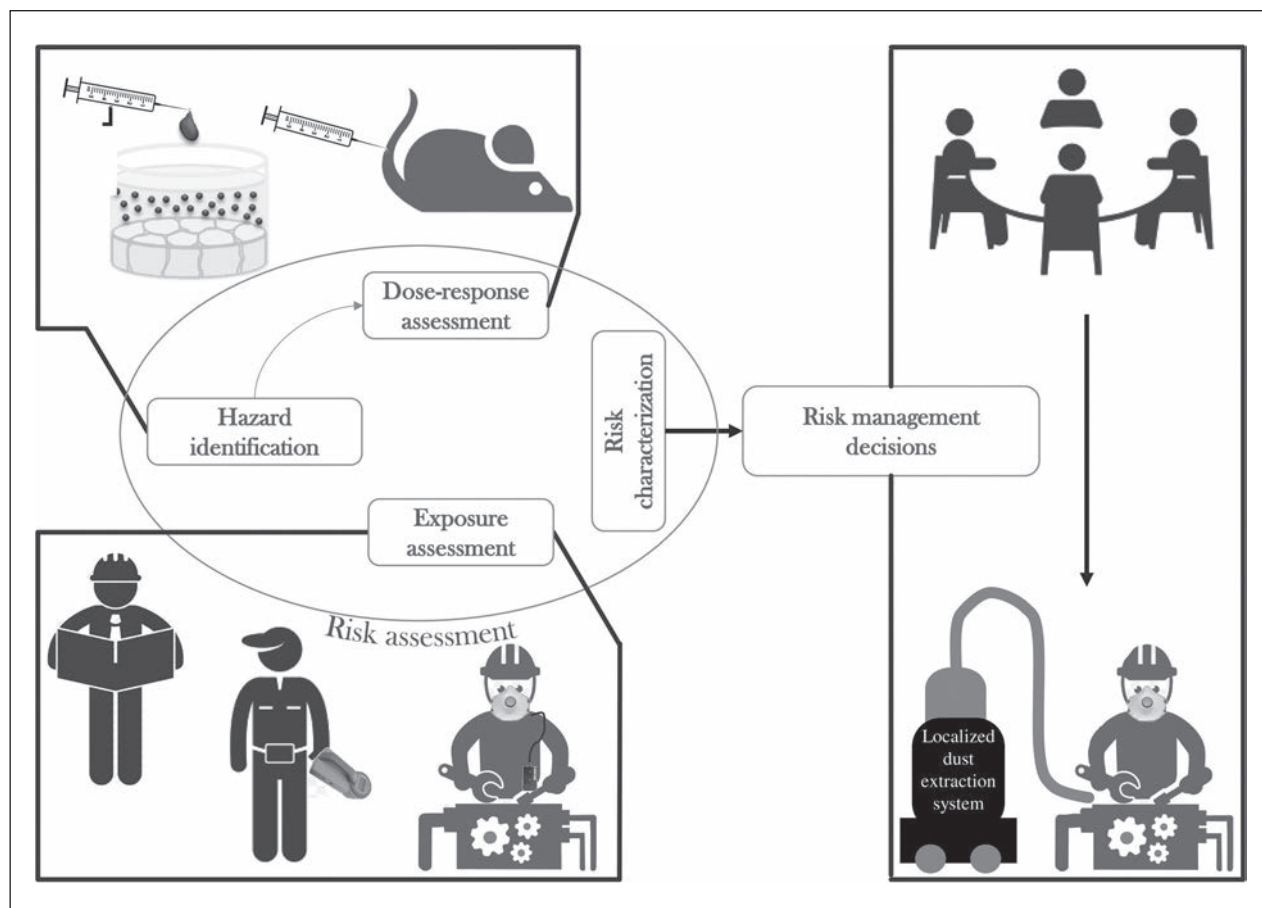 Dose-response
assessment
Hazard
identification
Risk
characterization
Risk management
decisions
Exposure
assessment
Risk assessment
Localized
dust
extraction
system